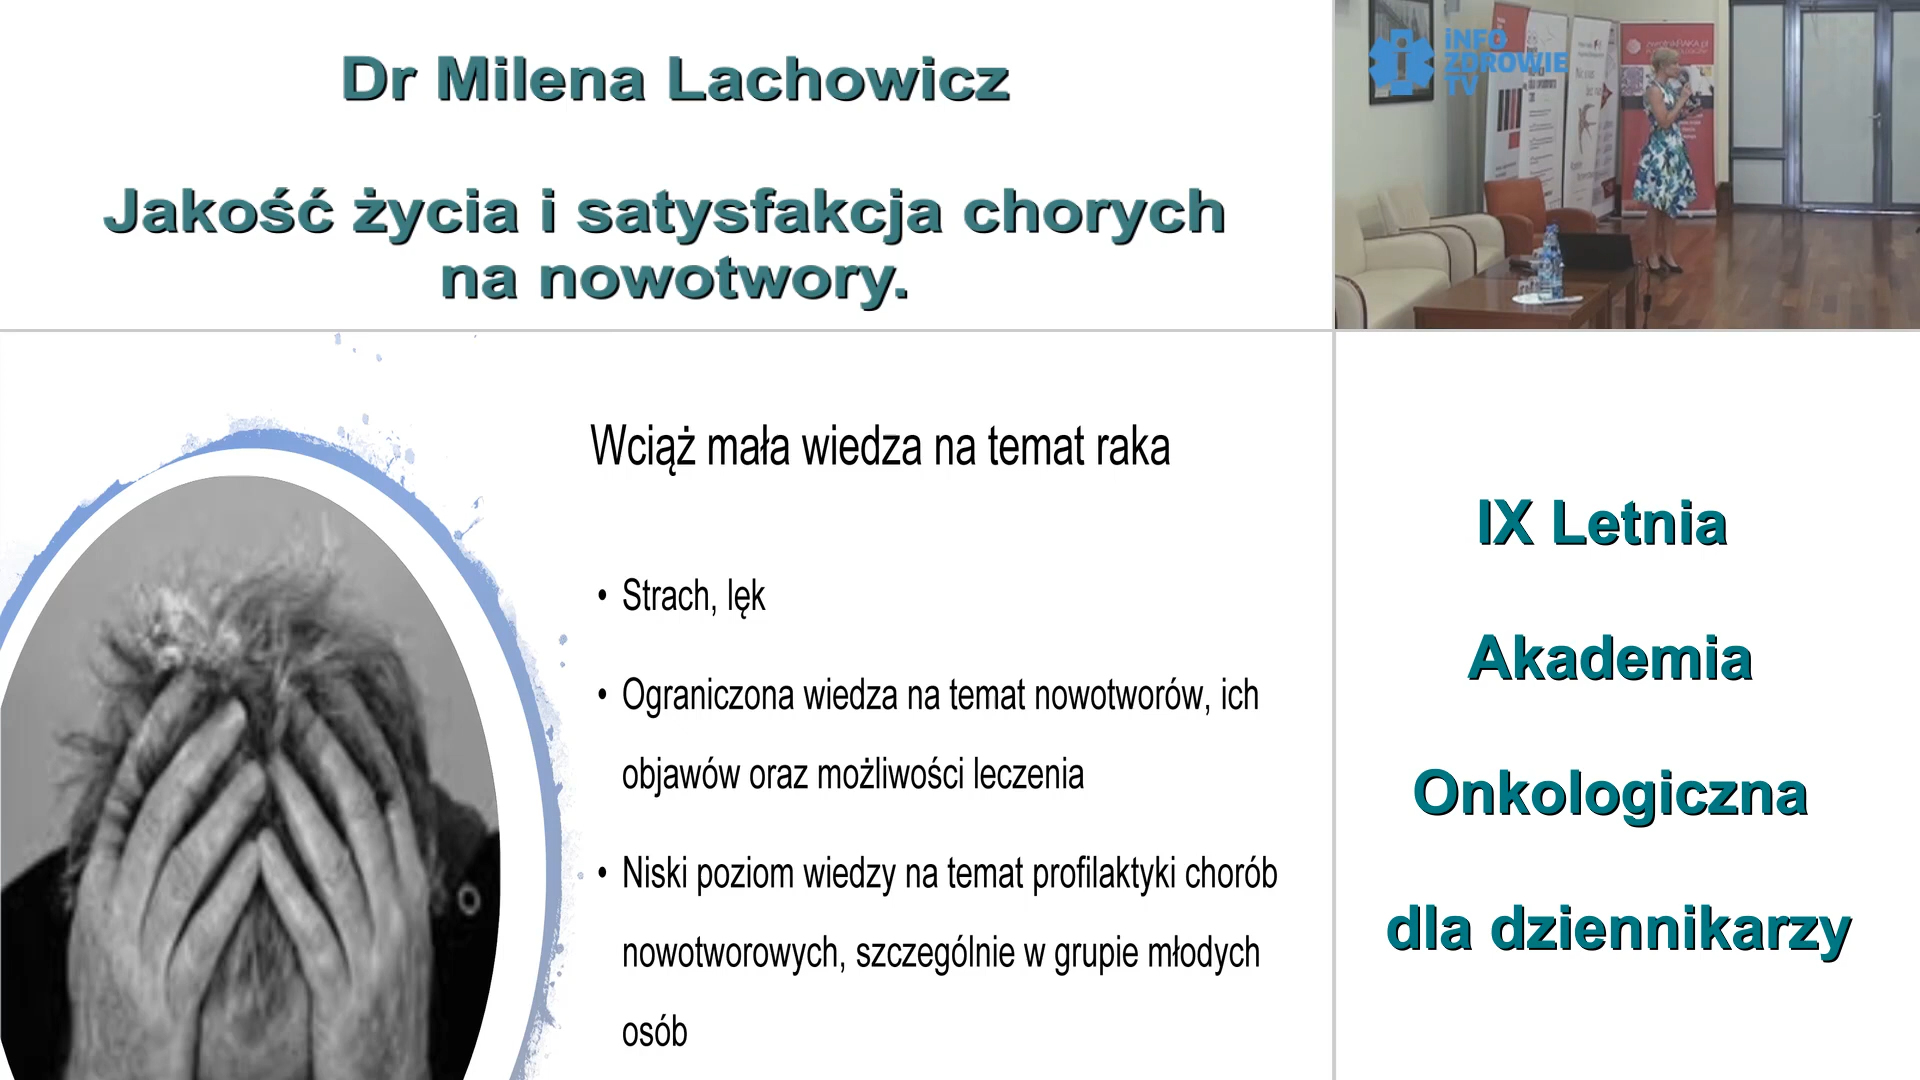 Dr Milena Lachowicz
Jakość życia i satysfakcja chorych
na nowotwory.
iNFO
ZDROWIE
TV
Wciąż mała wiedza na temat raka
• Strach, lęk
• Ograniczona wiedza na temat nowotworów, ich
objawów oraz możliwości leczenia
• Niski poziom wiedzy na temat profilaktyki chorób
nowotworowych, szczególnie w grupie młodych
osób
IX Letnia
Akademia
Onkologiczna
dla dziennikarzy